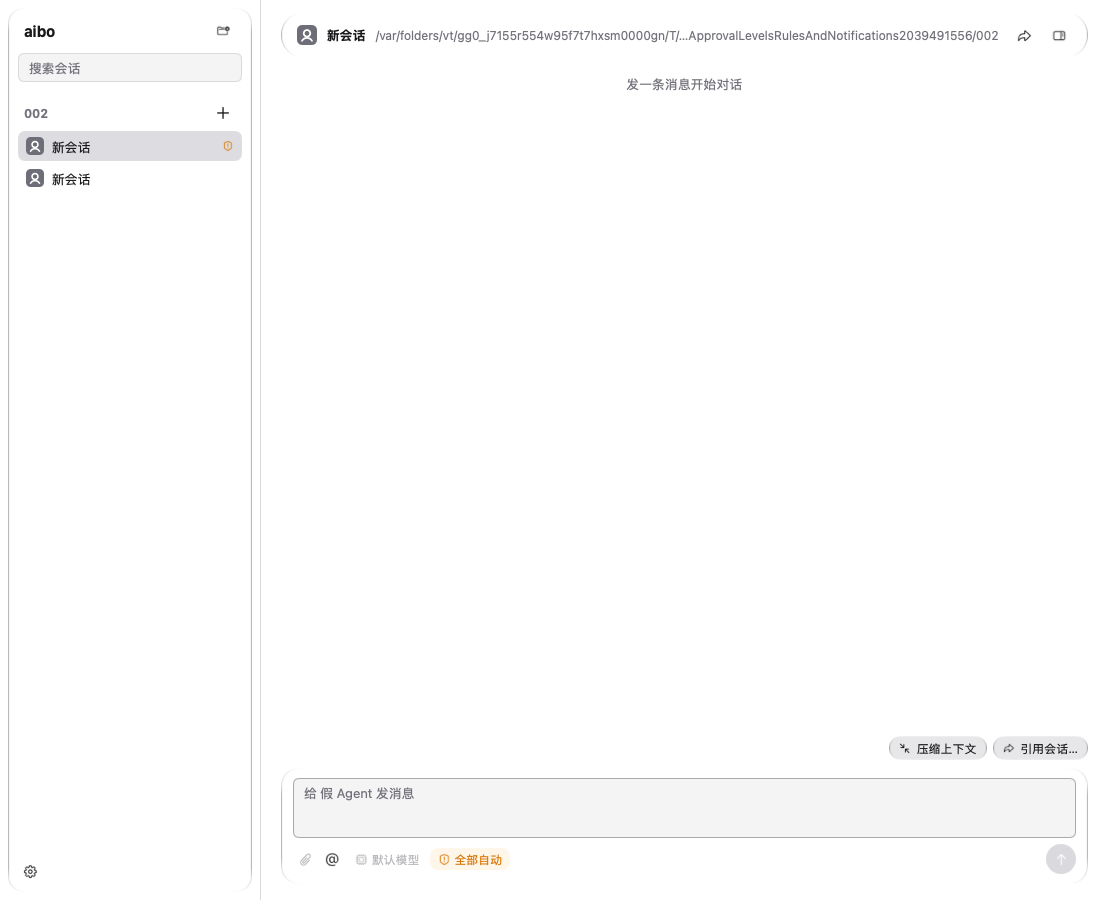 aibo
搜索会话
002
新会话
新会话
新会话 /var/folders/vt/gg0_j7155r554w95f7t7hxsm0000gn/T/...ApprovalLevelsRulesAndNotifications2039491556/002
发一条消息开始对话
压缩上下文 引用会话...
给 假 Agent 发消息
@ 默认模型 全部自动